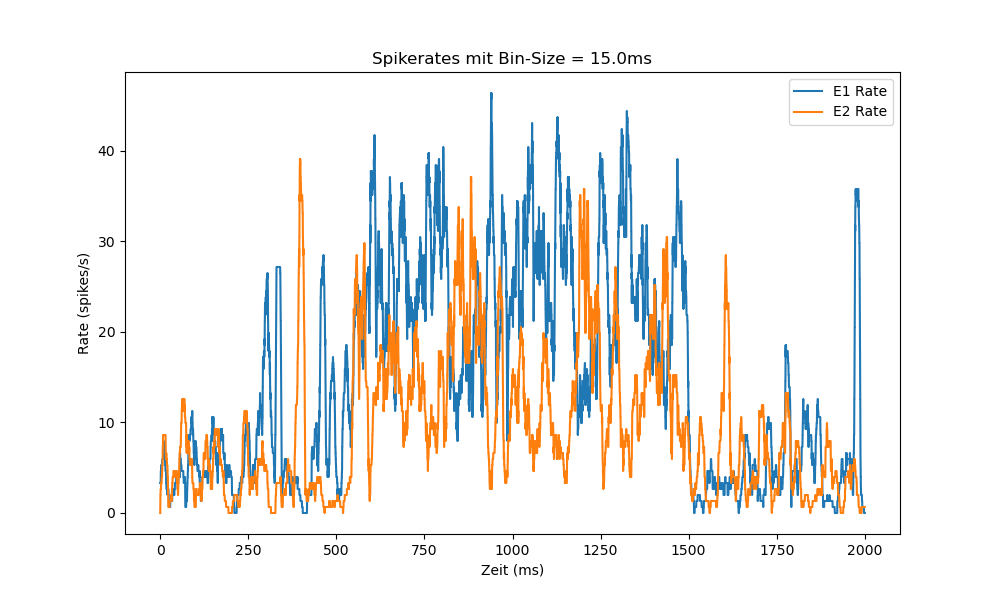 Spikerates mit Bin-Size = 15.0ms
E1 Rate
E2 Rate
40
30
20
10
0
Rate (spikes/s)
0 250 500 750 1000 1250 1500 1750 2000
Zeit (ms)